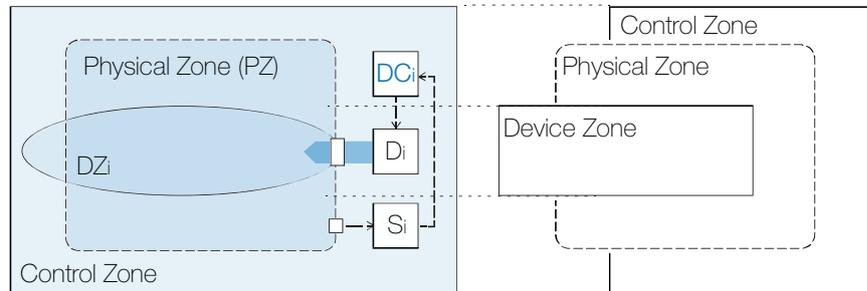 Physical Zone (PZ)
DCi
DZi
Di
Si
Control Zone
Control Zone
Physical Zone
Device Zone